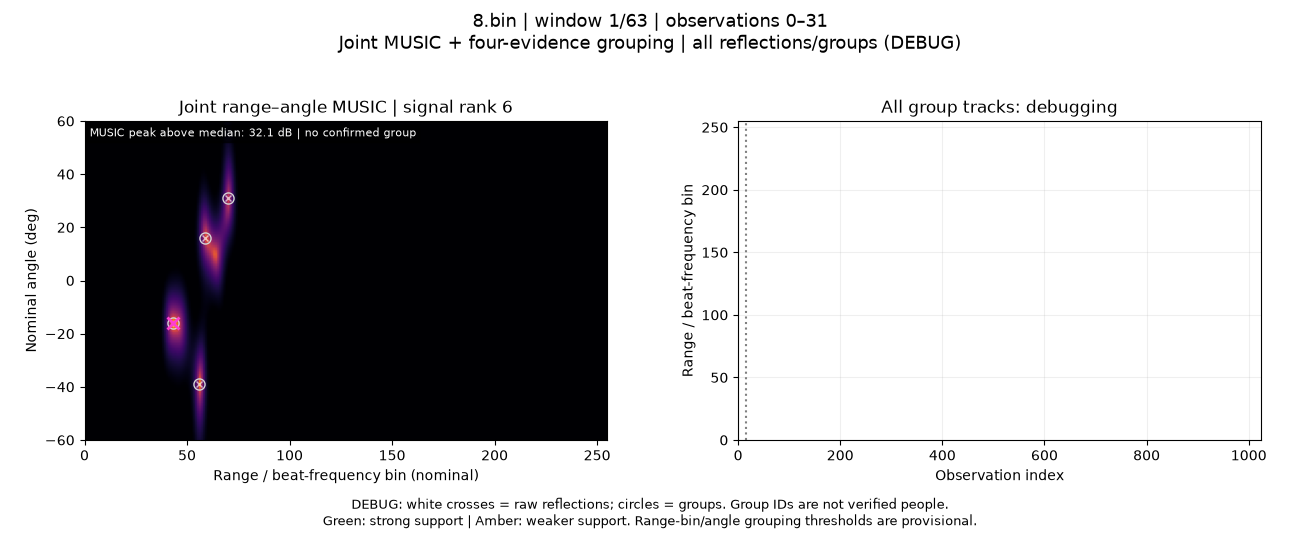 8.bin | window 1/63 | observations 0–31
Joint MUSIC + four-evidence grouping | all reflections/groups (DEBUG)
Joint range–angle MUSIC | signal rank 6
MUSIC peak above median: 32.1 dB | no confirmed group
60
40
20
0
−20
−40
−60
Nominal angle (deg)
0
50
100
150
200
250
Range / beat-frequency bin (nominal)
All group tracks: debugging
250
200
150
100
50
0
Range / beat-frequency bin
0
200
400
600
800
1000
Observation index
DEBUG: white crosses = raw reflections; circles = groups. Group IDs are not verified people.
Green: strong support | Amber: weaker support. Range-bin/angle grouping thresholds are provisional.